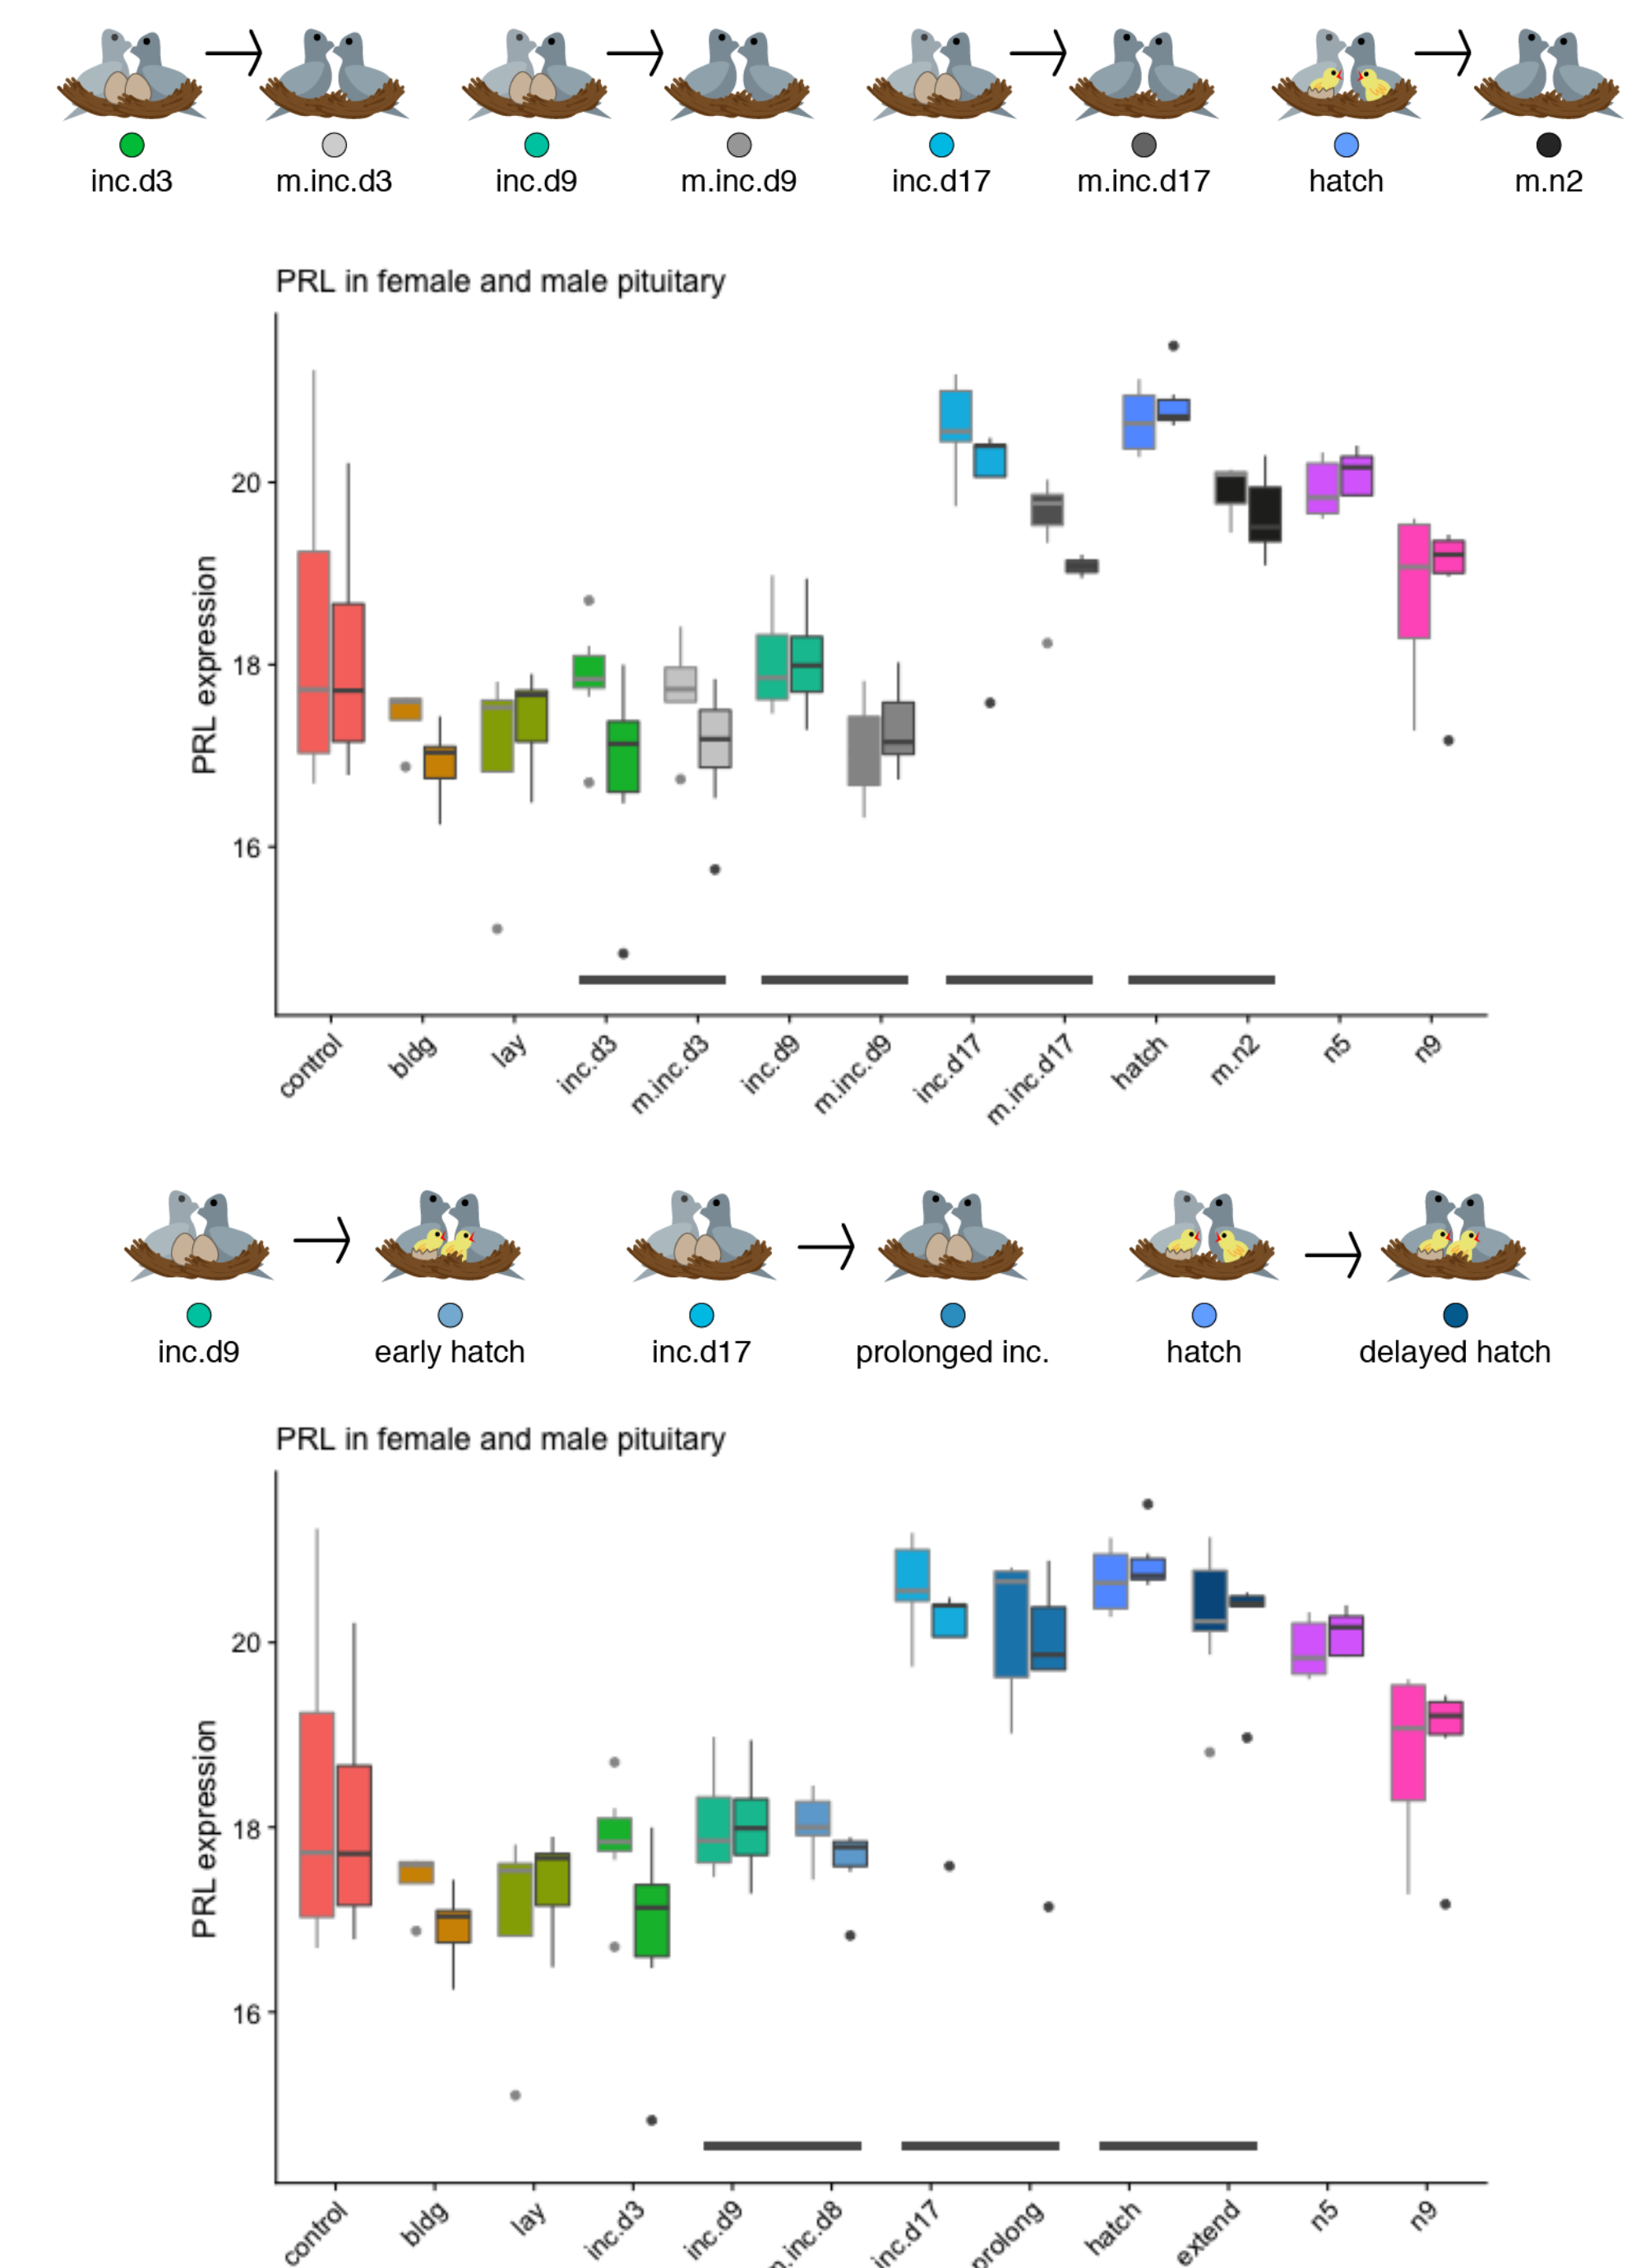 inc.d3 m.inc.d3 inc.d9 m.inc.d9 inc.d17 m.inc.d17 hatch m.n2
PRL in female and male pituitary
PRL expression
20
18
16
control bldg lay inc.d3 m.inc.d3 inc.d9 m.inc.d9 inc.d17 m.inc.d17 hatch m.n2 n5 n9
inc.d9 early hatch inc.d17 prolonged inc. hatch delayed hatch
PRL in female and male pituitary
PRL expression
20
18
16
control bldg lay inc.d3 inc.d9 m.inc.d8 inc.d17 prolong hatch extend n5 n9